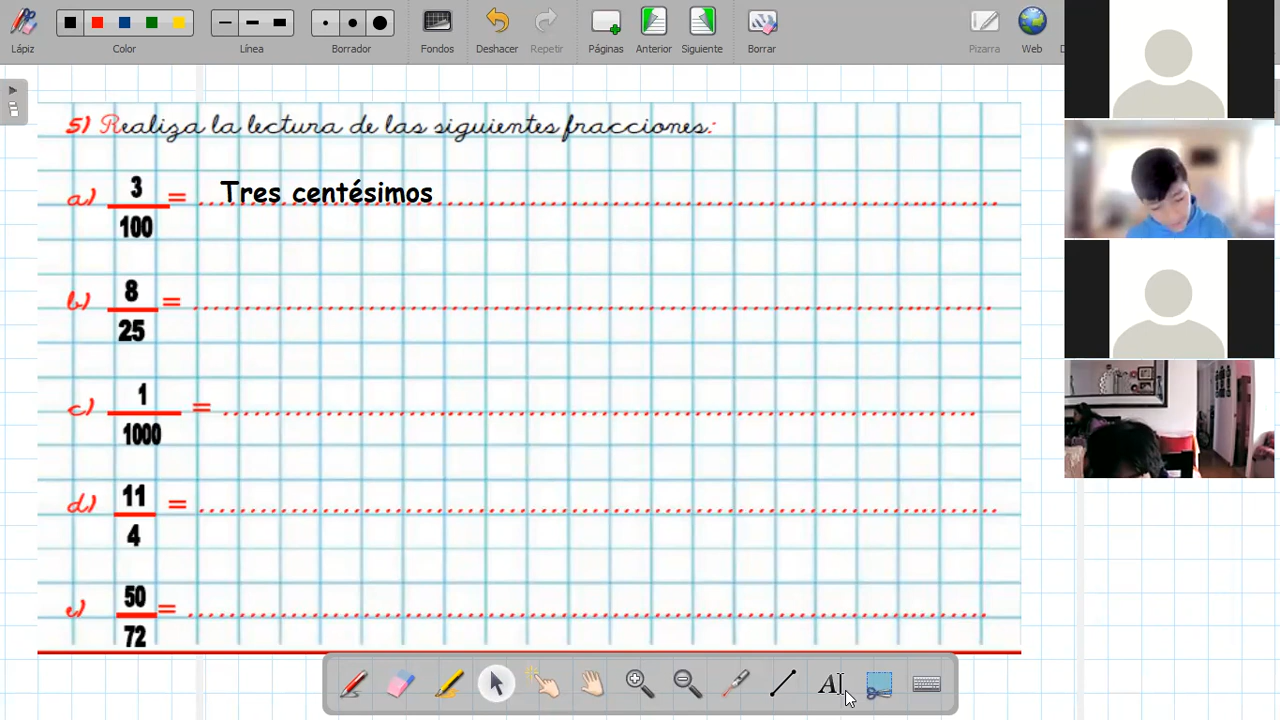 Lápiz
Color
Línea
Borrador
Fondos
Deshacer
Repetir
Páginas
Anterior
Siguiente
Borrar
Pizarra
Web
5) Realiza la lectura de las siguientes fracciones:
a) 3/100 = Tres centésimos
b) 8/25 =
c) 1/1000 =
d) 11/4 =
e) 50/72 =
AI